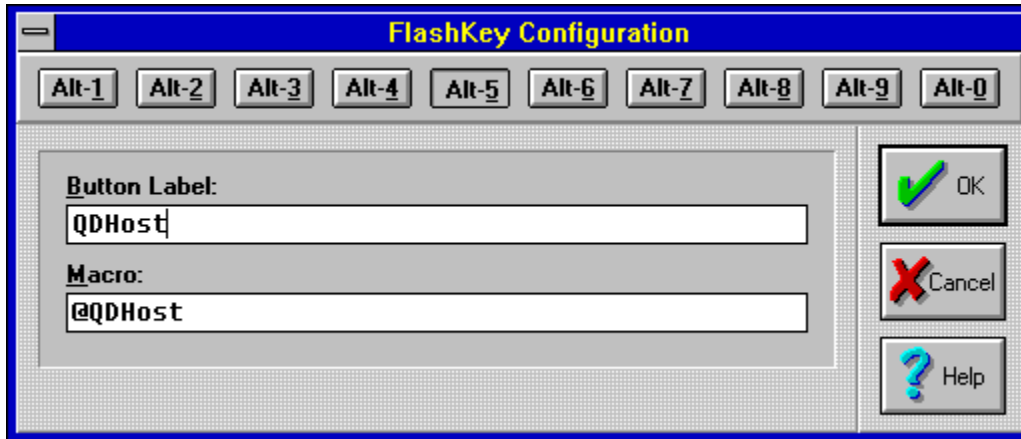 FlashKey Configuration
Alt-1 Alt-2 Alt-3 Alt-4 Alt-5 Alt-6 Alt-7 Alt-8 Alt-9 Alt-0
Button Label:
QDHost
Macro:
@QDHost
OK
Cancel
Help